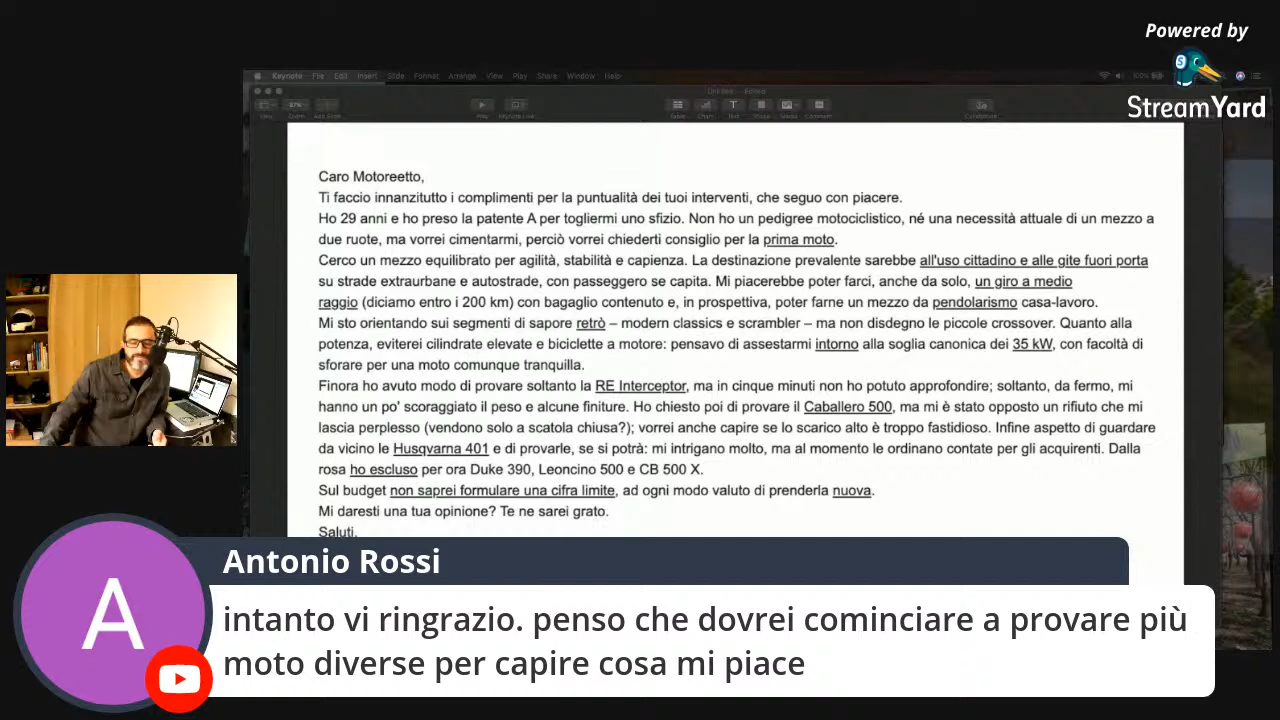 Powered by
StreamYard
Keynote File Edit Insert Slide Format Arrange View Play Share Window Help
Caro Motoreetto,
Ti faccio innanzitutto i complimenti per la puntualità dei tuoi interventi, che seguo con piacere.
Ho 29 anni e ho preso la patente A per togliermi uno sfizio. Non ho un pedigree motociclistico, né una necessità attuale di un mezzo a
due ruote, ma vorrei cimentarmi, perciò vorrei chiederti consiglio per la prima moto.
Cerco un mezzo equilibrato per agilità, stabilità e capienza. La destinazione prevalente sarebbe all'uso cittadino e alle gite fuori porta
su strade extraurbane e autostrade, con passeggero se capita. Mi piacerebbe poter farci, anche da solo, un giro a medio
raggio (diciamo entro i 200 km) con bagaglio contenuto e, in prospettiva, poter farne un mezzo da pendolarismo casa-lavoro.
Mi sto orientando sui segmenti di sapore retrò – modern classics e scrambler – ma non disdegno le piccole crossover. Quanto alla
potenza, eviterei cilindrate elevate e biciclette a motore: pensavo di assestarmi intorno alla soglia canonica dei 35 kW, con facoltà di
sforare per una moto comunque tranquilla.
Finora ho avuto modo di provare soltanto la RE Interceptor, ma in cinque minuti non ho potuto approfondire; soltanto, da fermo, mi
hanno un po' scoraggiato il peso e alcune finiture. Ho chiesto poi di provare il Caballero 500, ma mi è stato opposto un rifiuto che mi
lascia perplesso (vendono solo a scatola chiusa?); vorrei anche capire se lo scarico alto è troppo fastidioso. Infine aspetto di guardare
da vicino le Husqvarna 401 e di provarle, se si potrà: mi intrigano molto, ma al momento le ordinano contate per gli acquirenti. Dalla
rosa ho escluso per ora Duke 390, Leoncino 500 e CB 500 X.
Sul budget non saprei formulare una cifra limite, ad ogni modo valuto di prenderla nuova.
Mi daresti una tua opinione? Te ne sarei grato.
Saluti,
A
Antonio Rossi
intanto vi ringrazio. penso che dovrei cominciare a provare più
moto diverse per capire cosa mi piace